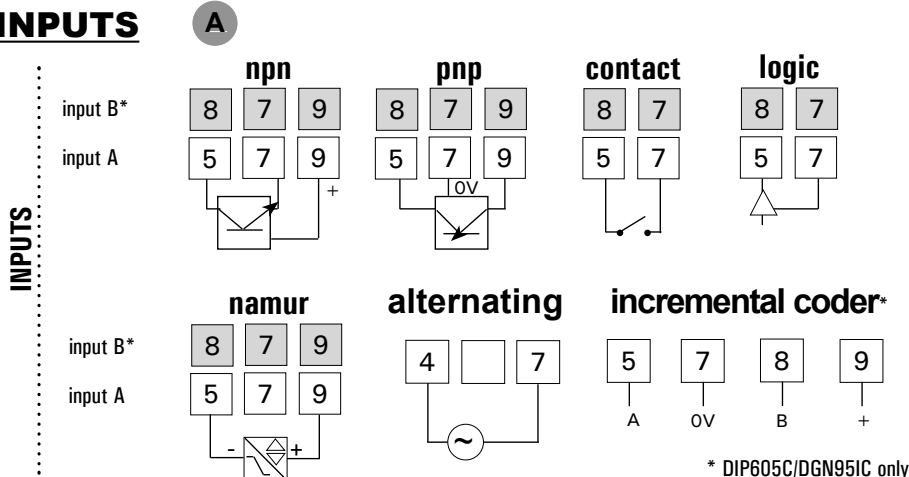 INPUTS A
npn pnp contact logic
input B* 8 7 9 8 7 9 8 7 8 7
input A 5 7 9 5 7 9 5 7 5 7
+ 0V
INPUTS
namur alternating incremental coder*
input B* 8 7 9 4 7 5 7 8 9
input A 5 7 9
A 0V B +
- + ~
* DIP605C/DGN95IC only